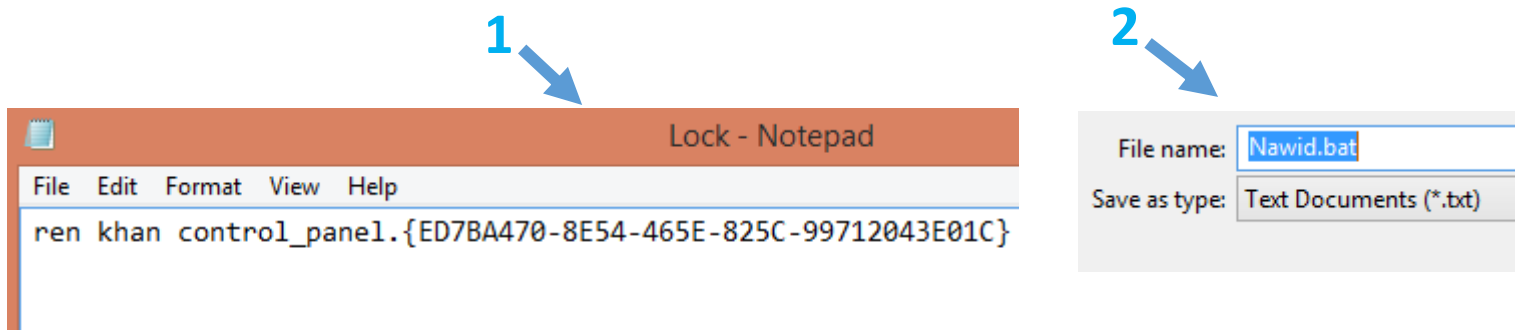 1
Lock - Notepad
File Edit Format View Help
ren khan control_panel.{ED7BA470-8E54-465E-825C-99712043E01C}
2
File name: Nawid.bat
Save as type: Text Documents (*.txt)